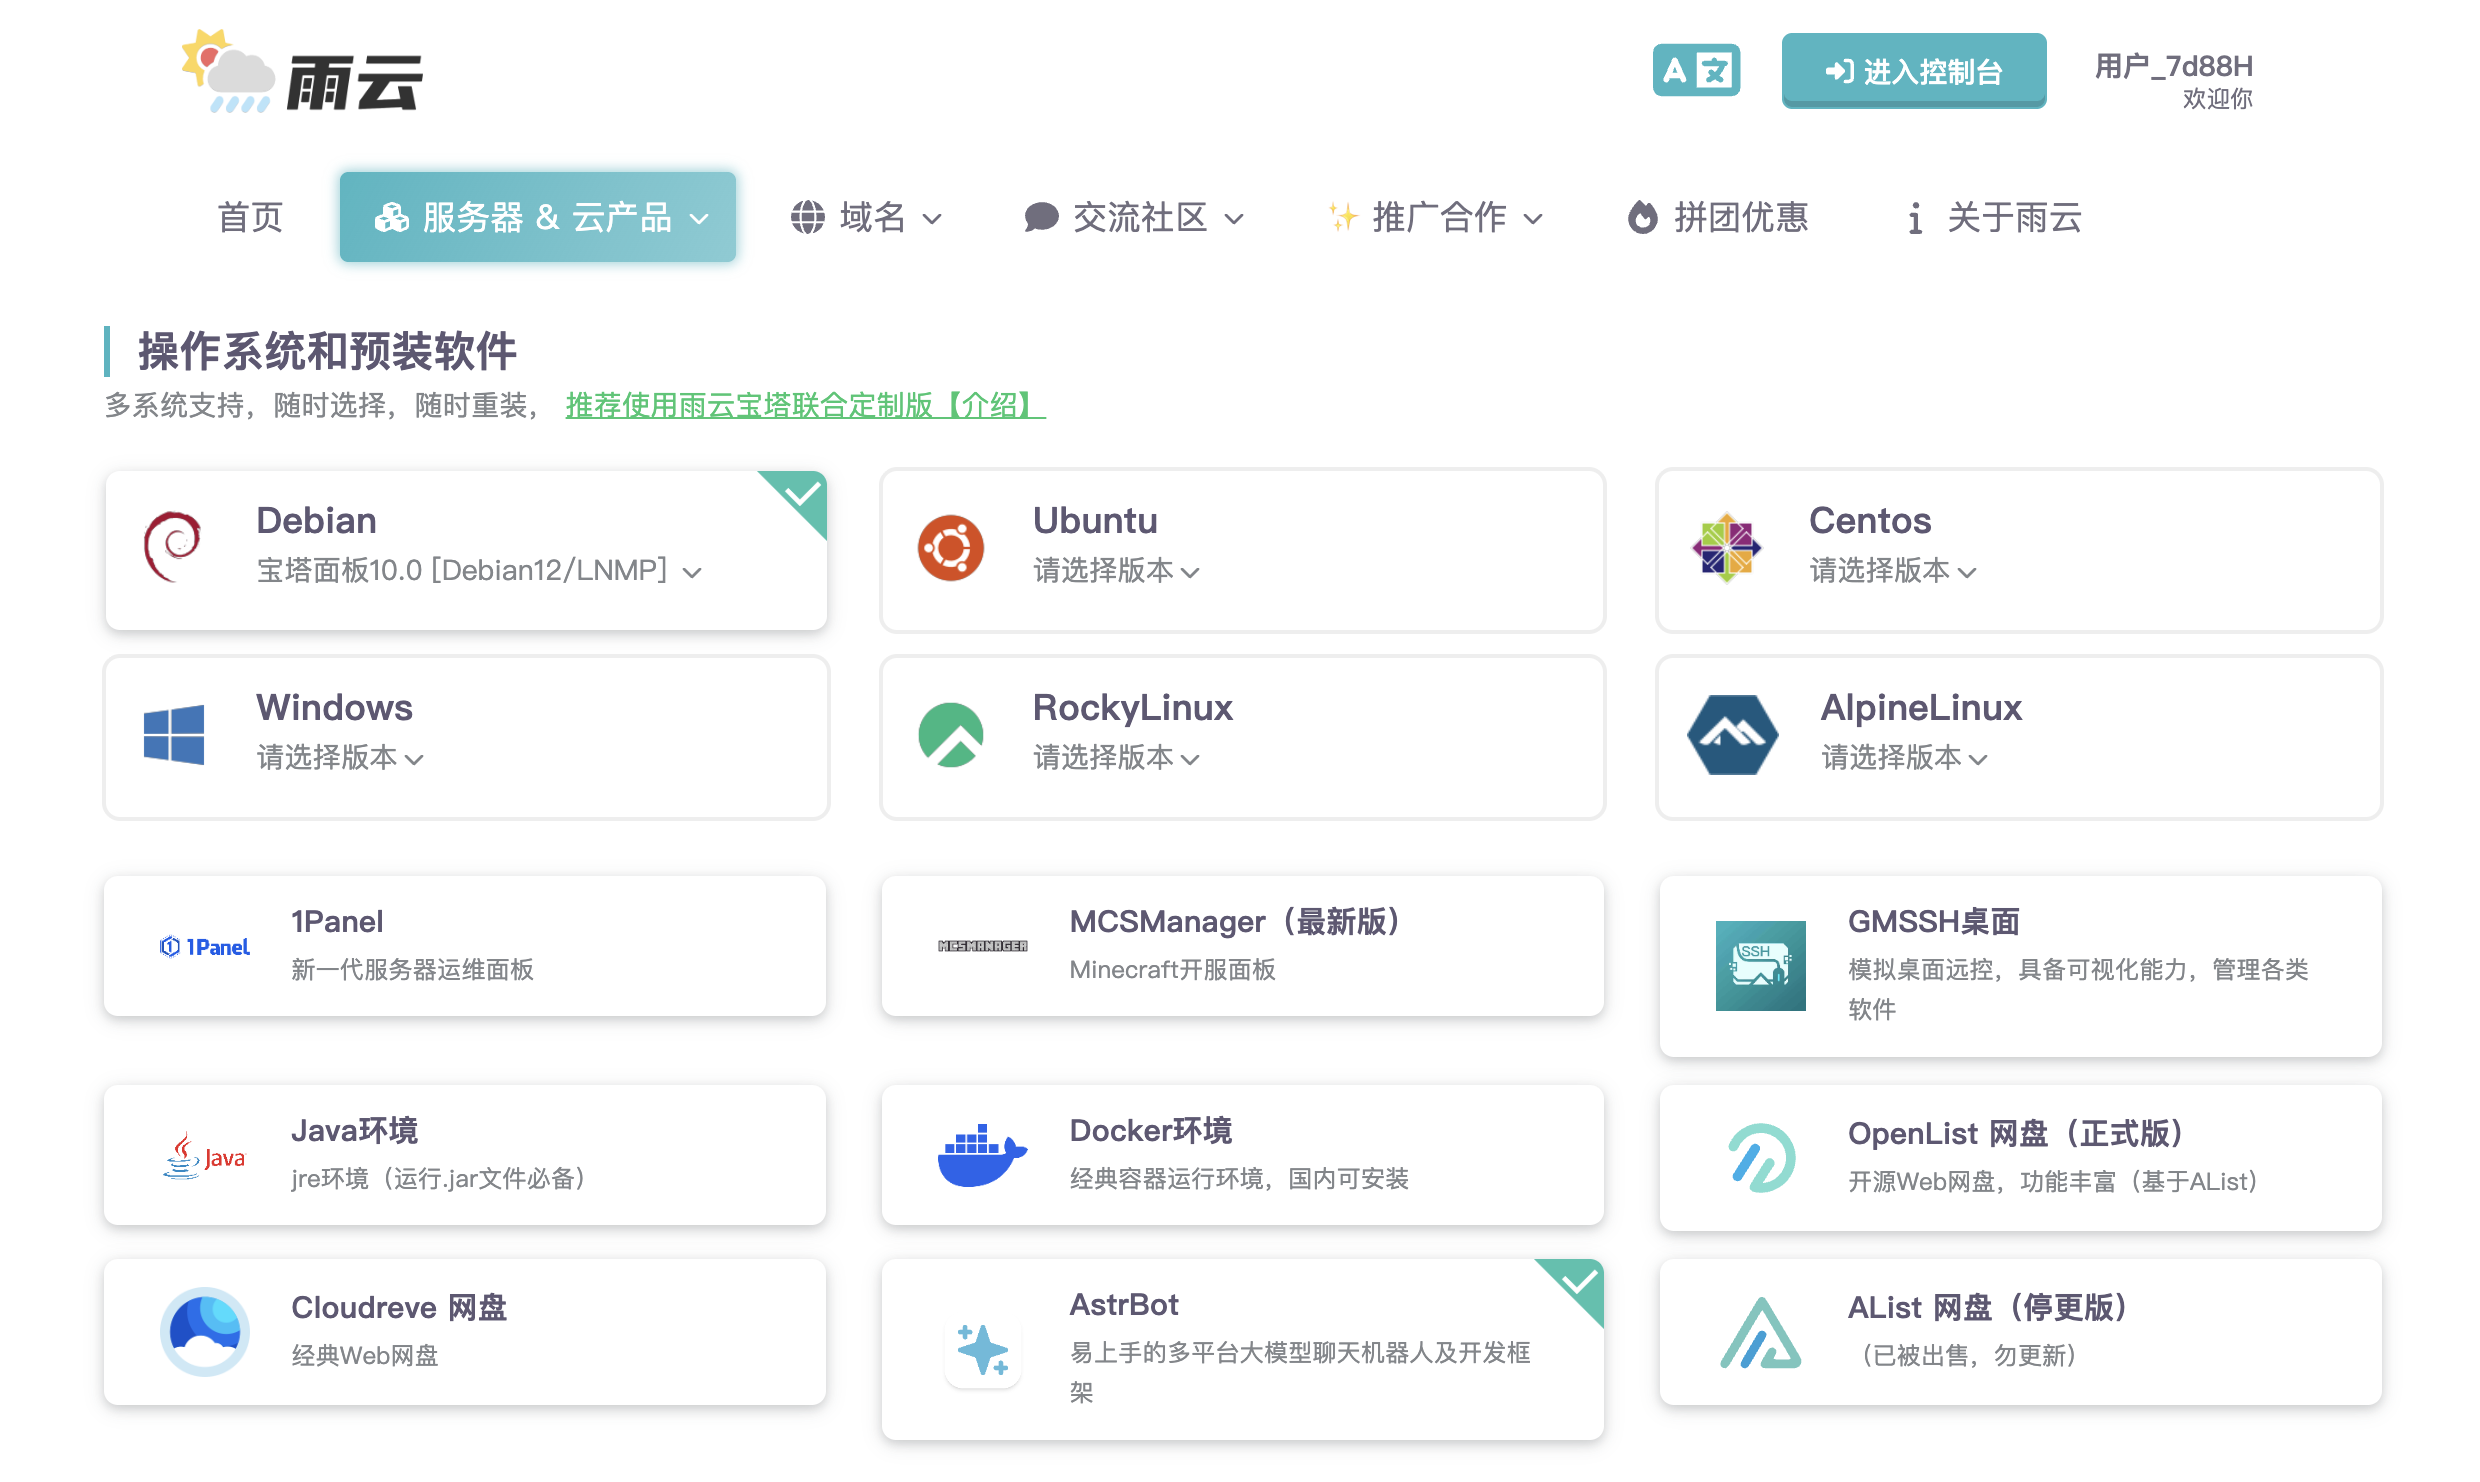 雨云
A 文
进入控制台
用户_7d88H
欢迎你
首页
服务器 & 云产品
域名
交流社区
推广合作
拼团优惠
关于雨云
操作系统和预装软件
多系统支持，随时选择，随时重装， 推荐使用雨云宝塔联合定制版【介绍】
Debian
宝塔面板10.0 [Debian12/LNMP]
Ubuntu
请选择版本
Centos
请选择版本
Windows
请选择版本
RockyLinux
请选择版本
AlpineLinux
请选择版本
1Panel
1Panel
新一代服务器运维面板
MCSMANAGER
MCSManager（最新版）
Minecraft开服面板
SSH
GMSSH桌面
模拟桌面远控，具备可视化能力，管理各类
软件
Java
Java环境
jre环境（运行.jar文件必备）
Docker环境
经典容器运行环境，国内可安装
OpenList 网盘（正式版）
开源Web网盘，功能丰富（基于AList）
Cloudreve 网盘
经典Web网盘
AstrBot
易上手的多平台大模型聊天机器人及开发框
架
AList 网盘（停更版）
（已被出售，勿更新）